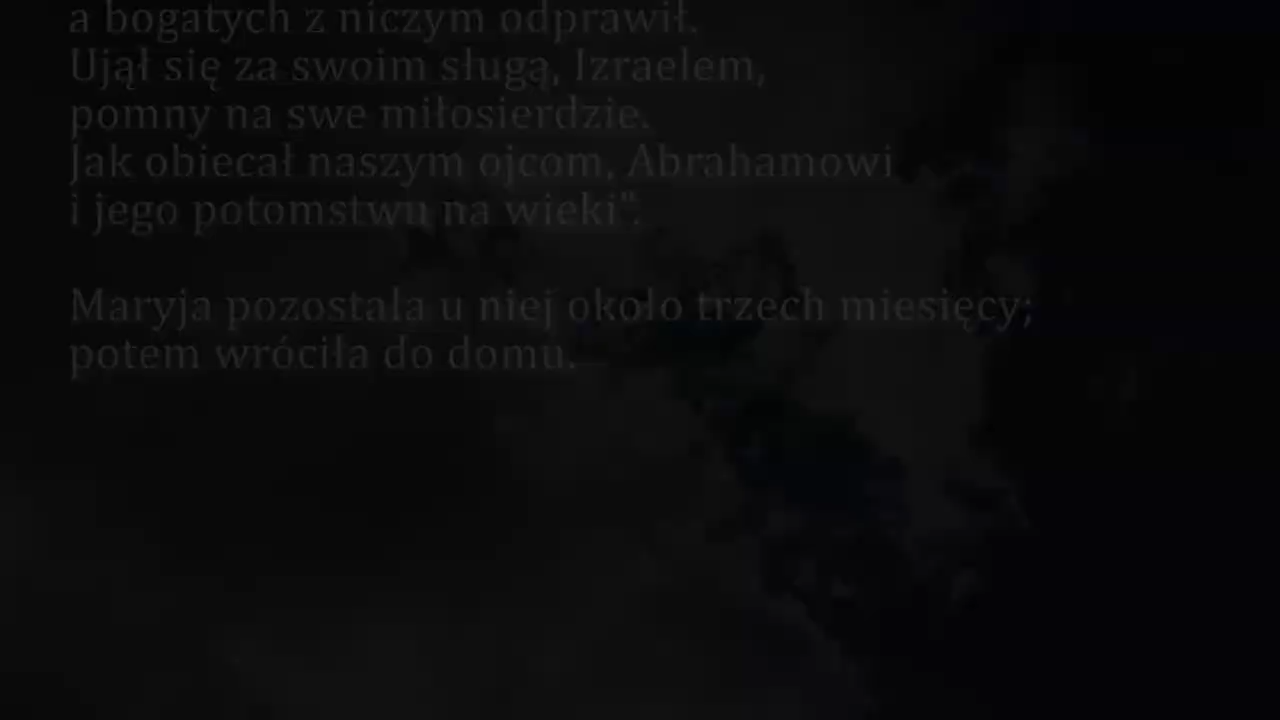 a bogatych z niczym odprawił.
Ujął się za swoim sługą, Izraelem,
pomny na swe miłosierdzie.
Jak obiecał naszym ojcom, Abrahamowi
i jego potomstwu na wieki".
Maryja pozostała u niej około trzech miesięcy;
potem wróciła do domu.